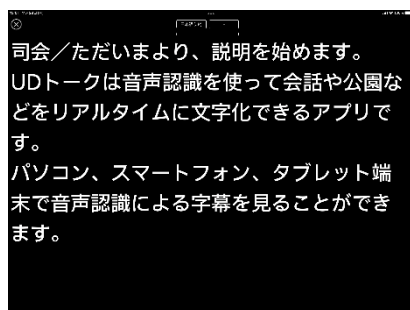 司会／ただいまより、説明を始めます。
UDトークは音声認識を使って会話や公園な
どをリアルタイムに文字化できるアプリで
す。
パソコン、スマートフォン、タブレット端
末で音声認識による字幕を見ることができ
ます。